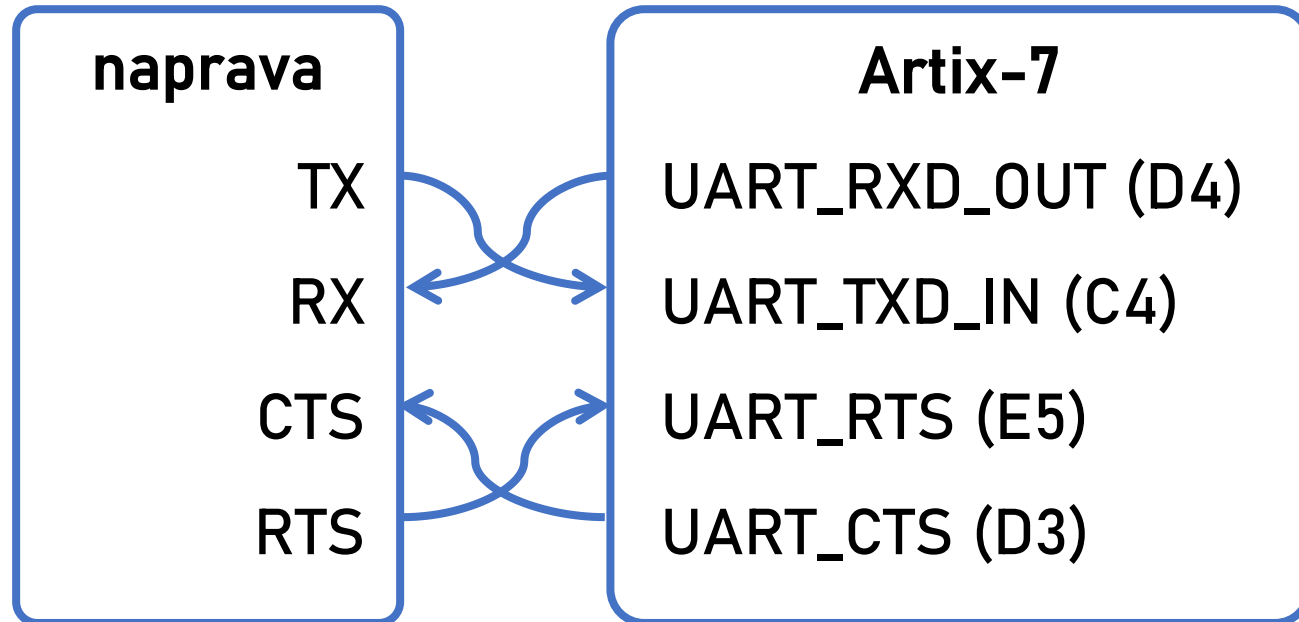 naprava
TX
RX
CTS
RTS
Artix-7
UART_RXD_OUT (D4)
UART_TXD_IN (C4)
UART_RTS (E5)
UART_CTS (D3)